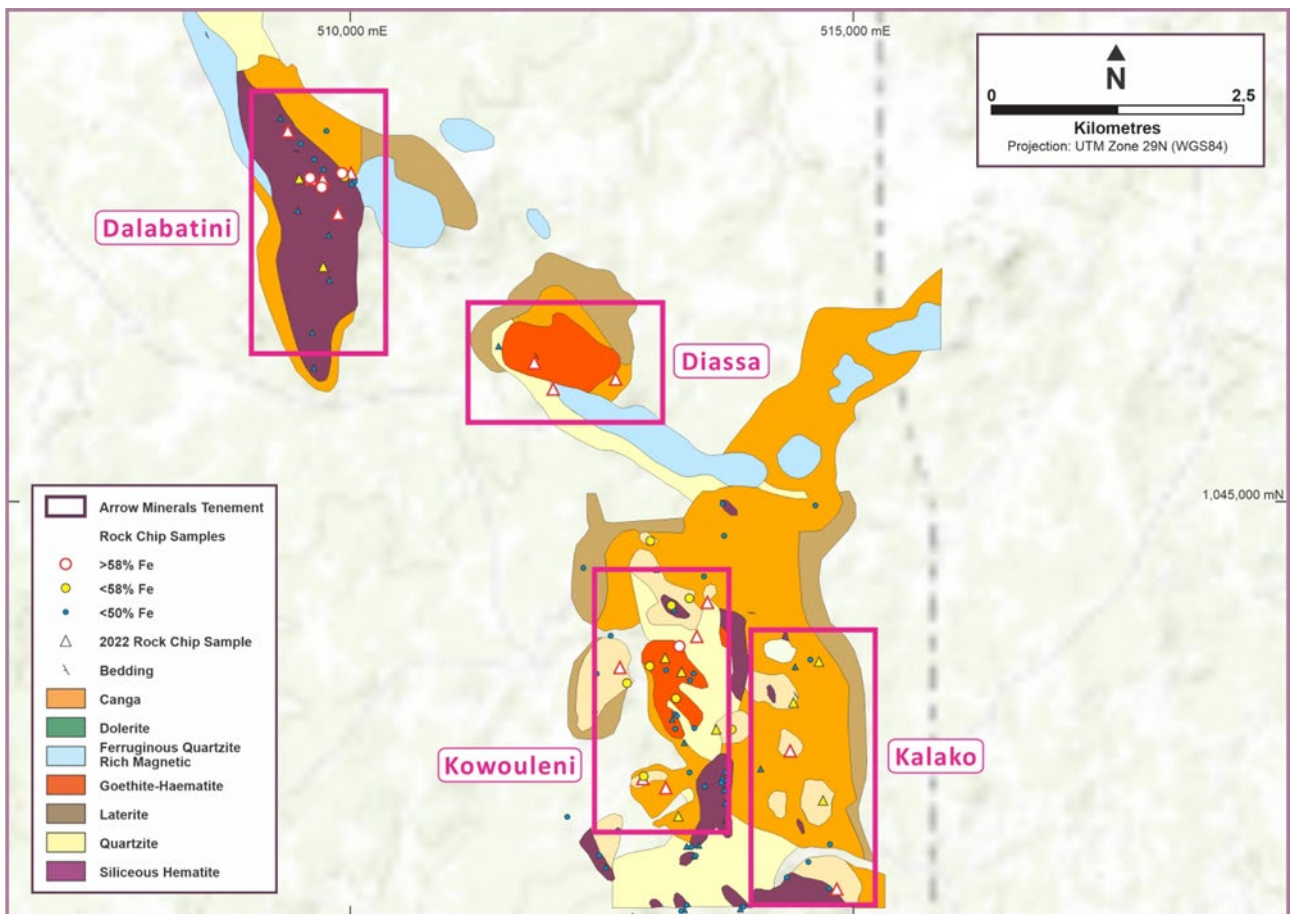 510,000 mE
515,000 mE
N
0
2.5
Kilometres
Projection: UTM Zone 29N (WGS84)
Dalabatini
Diassa
1,045,000 mN
Kowouleni
Kalako
Arrow Minerals Tenement
Rock Chip Samples
>58% Fe
<58% Fe
<50% Fe
2022 Rock Chip Sample
Bedding
Canga
Dolerite
Ferruginous Quartzite
Rich Magnetic
Goethite-Haematite
Laterite
Quartzite
Siliceous Hematite